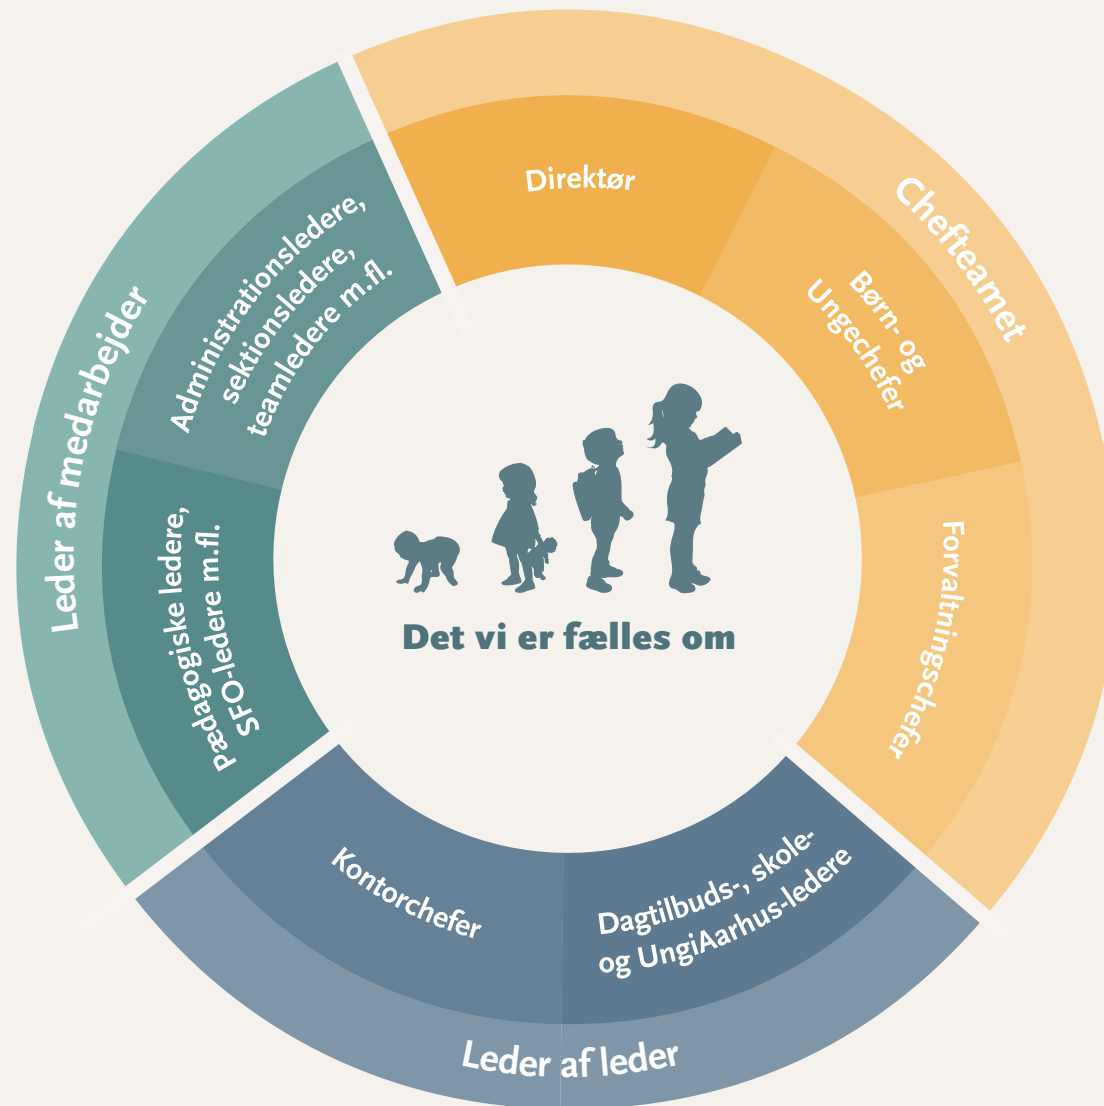 Direktør
Chefteamet
Børn- og
Ungechefer
Forvaltningschefer
Dagtilbuds-, skole-
og UngiAarhus-ledere
Kontorchefer
Leder af leder
Pædagogiske ledere,
SFO-ledere m.fl.
Leder af medarbejder
Administrationsledere,
sektionsledere,
teamledere m.fl.
Det vi er fælles om